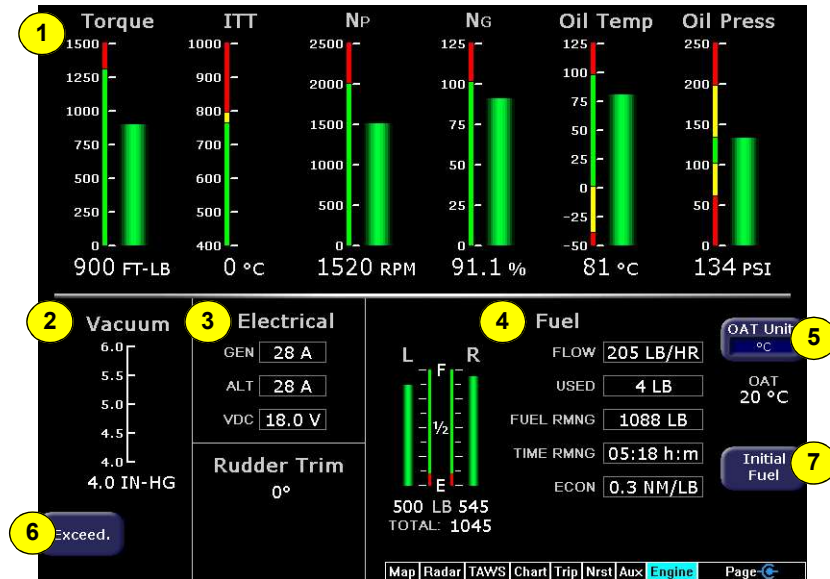 1
Torque ITT NP NG Oil Temp Oil Press
1500 1000 2500 125 125 250
1250 900 2000 100 100 200
1000 800 1500 75 75 150
750 700 1000 50 50 100
500 600 500 25 25 50
250 500 0 0 0 0
0 400 -25
-50
900 FT-LB 0 °C 1520 RPM 91.1 % 81 °C 134 PSI
2
Vacuum
6.0
5.5
5.0
4.5
4.0
4.0 IN-HG
6
Exceed.
3
Electrical
GEN 28 A
ALT 28 A
VDC 18.0 V
Rudder Trim
0°
4
Fuel
L R
F
½
E
500 LB 545
TOTAL: 1045
FLOW 205 LB/HR
USED 4 LB
FUEL RMNG 1088 LB
TIME RMNG 05:18 h:m
ECON 0.3 NM/LB
OAT Unit
°C
5
OAT
20 °C
Initial
Fuel
7
Map Radar TAWS Chart Trip Nrst Aux Engine Page